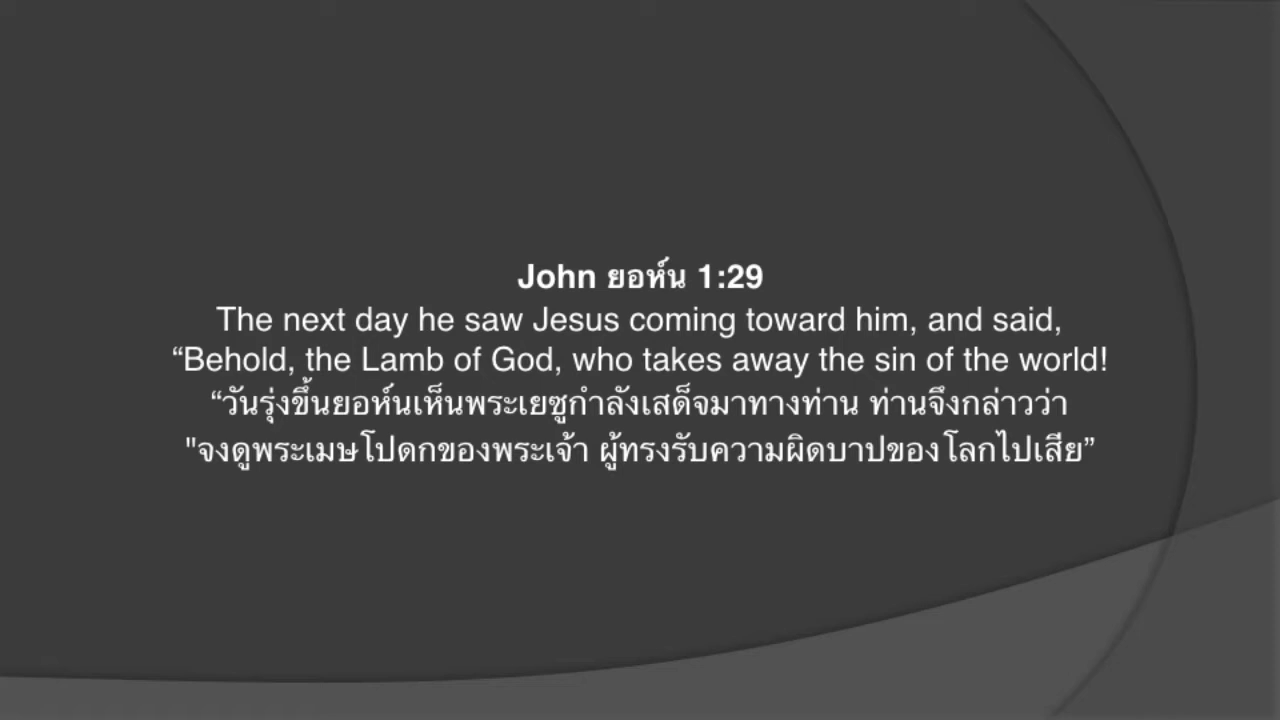 John ยอห์น 1:29
The next day he saw Jesus coming toward him, and said,
“Behold, the Lamb of God, who takes away the sin of the world!
“วันรุ่งขึ้นยอห์นเห็นพระเยซูกำลังเสด็จมาทางท่าน ท่านจึงกล่าวว่า
"จงดูพระเมษโปดกของพระเจ้า ผู้ทรงรับความผิดบาปของโลกไปเสีย”